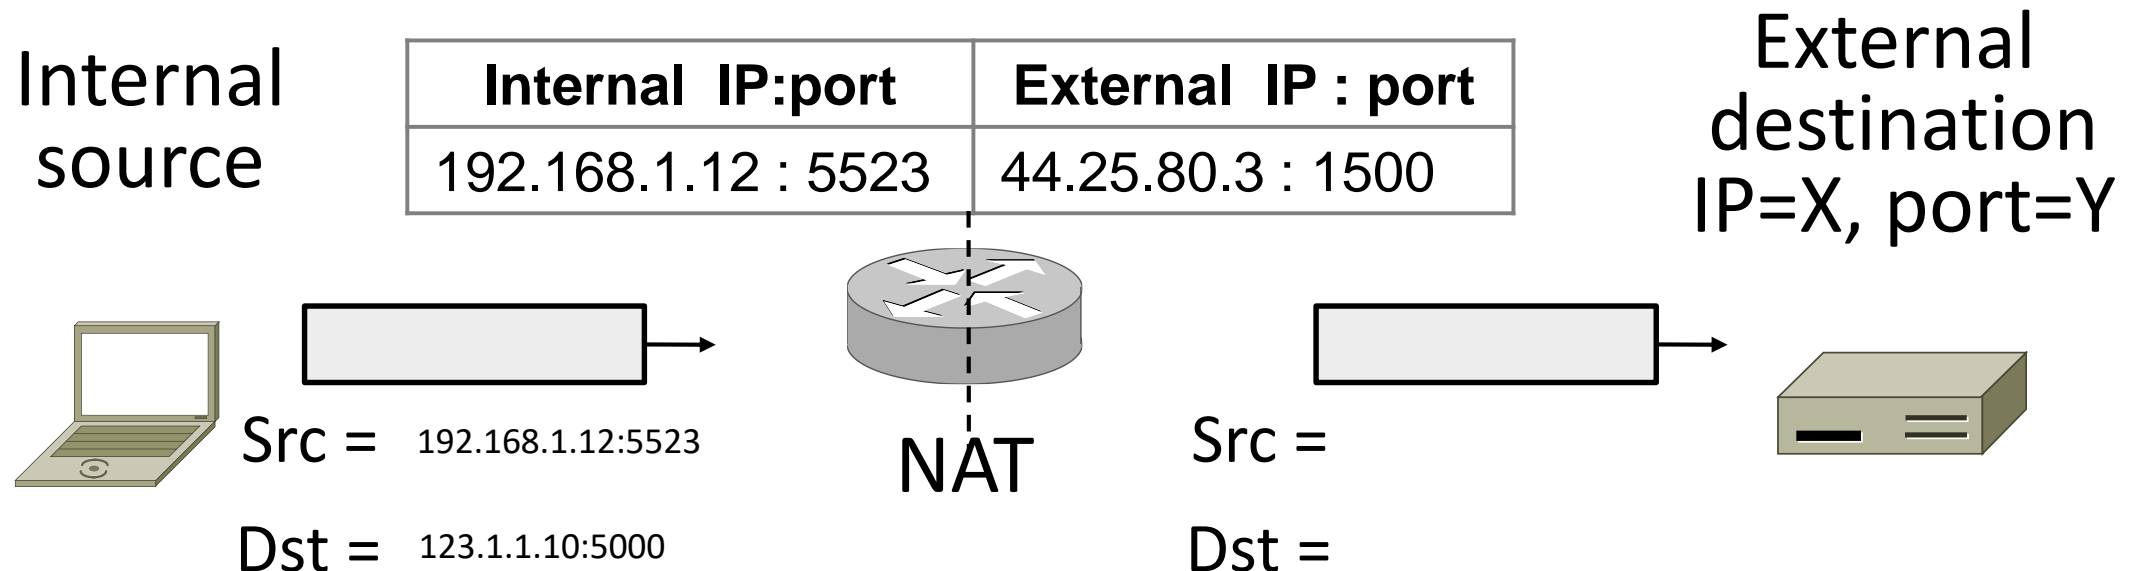 Internal
source
Internal IP:port
External IP : port
192.168.1.12 : 5523
44.25.80.3 : 1500
External
destination
IP=X, port=Y
Src = 192.168.1.12:5523
Dst = 123.1.1.10:5000
NAT
Src =
Dst =